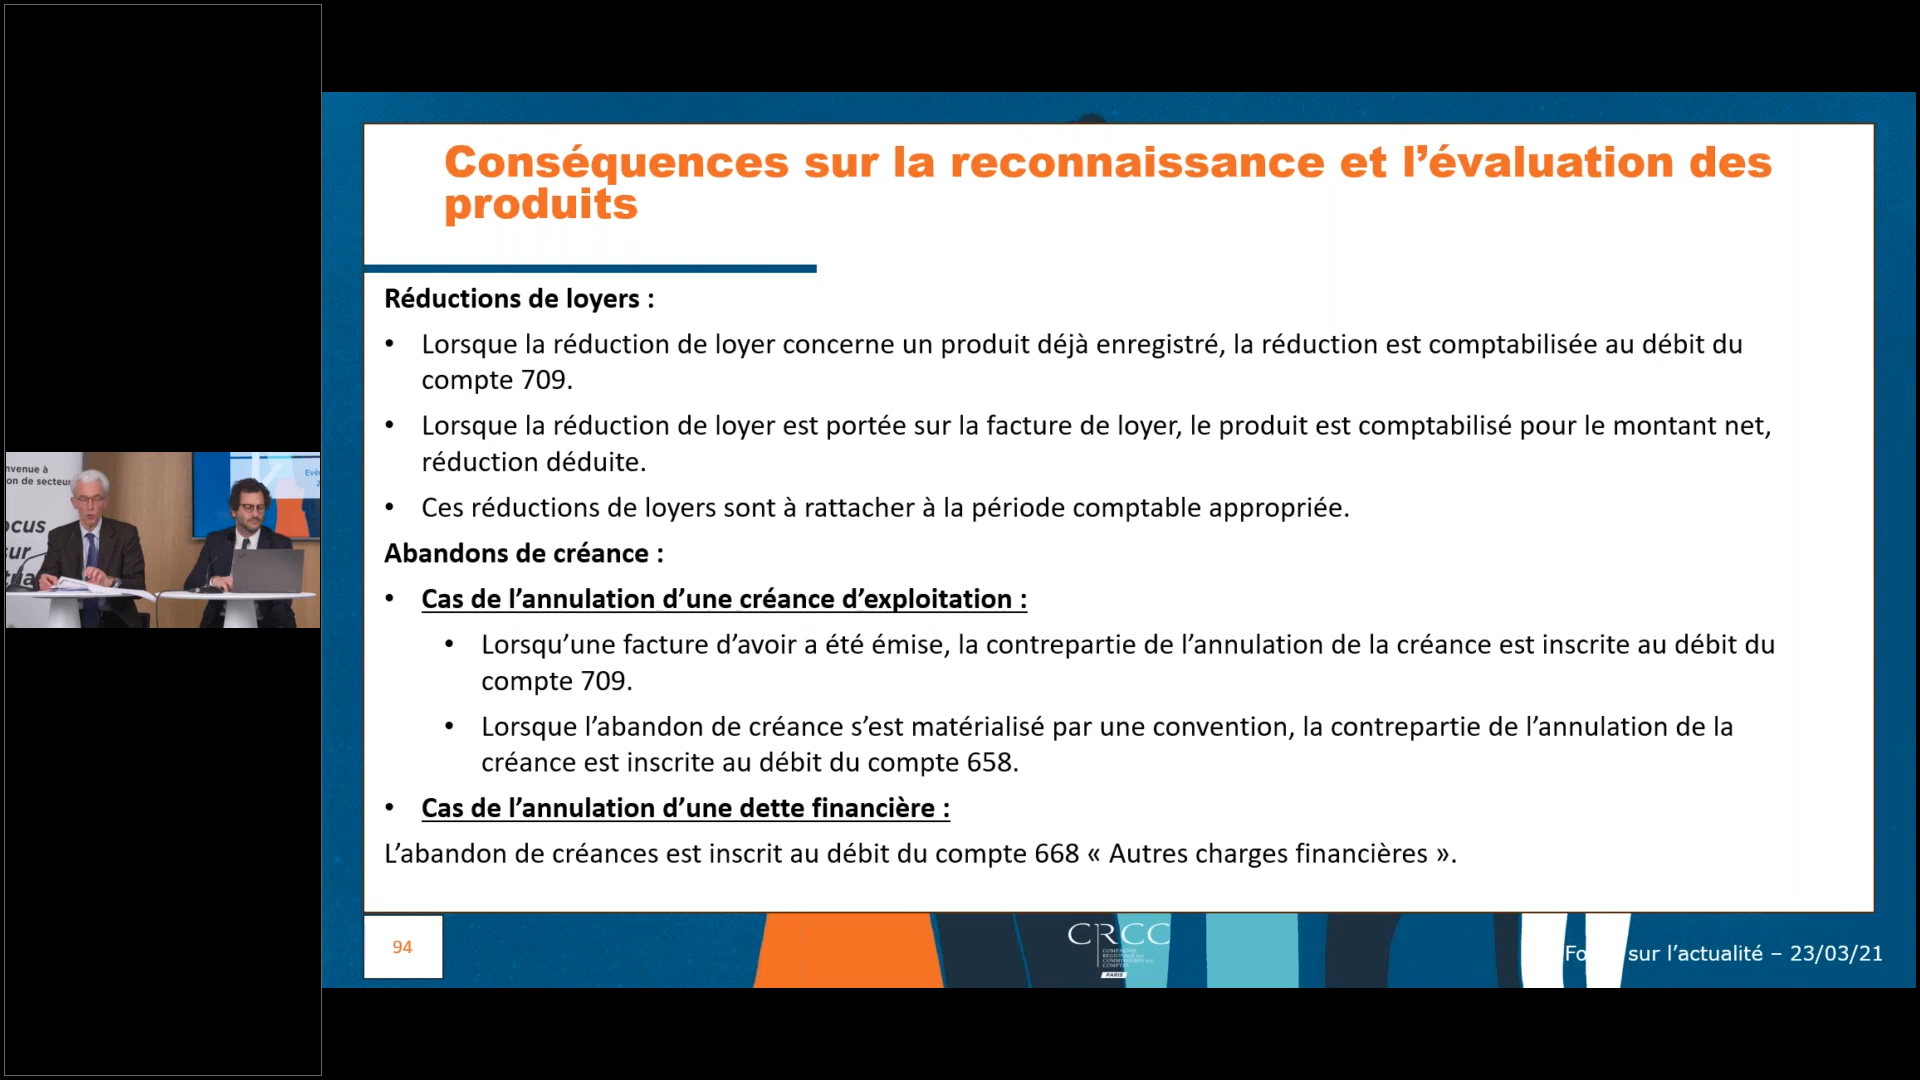 Conséquences sur la reconnaissance et l’évaluation des
produits
Réductions de loyers :
• Lorsque la réduction de loyer concerne un produit déjà enregistré, la réduction est comptabilisée au débit du
compte 709.
• Lorsque la réduction de loyer est portée sur la facture de loyer, le produit est comptabilisé pour le montant net,
réduction déduite.
• Ces réductions de loyers sont à rattacher à la période comptable appropriée.
Abandons de créance :
• Cas de l’annulation d’une créance d’exploitation :
• Lorsqu’une facture d’avoir a été émise, la contrepartie de l’annulation de la créance est inscrite au débit du
compte 709.
• Lorsque l’abandon de créance s’est matérialisé par une convention, la contrepartie de l’annulation de la
créance est inscrite au débit du compte 658.
• Cas de l’annulation d’une dette financière :
L’abandon de créances est inscrit au débit du compte 668 « Autres charges financières ».
94
CRCC
PARIS
sur l’actualité – 23/03/21
nvenue à
on de secteur
ocus
sur